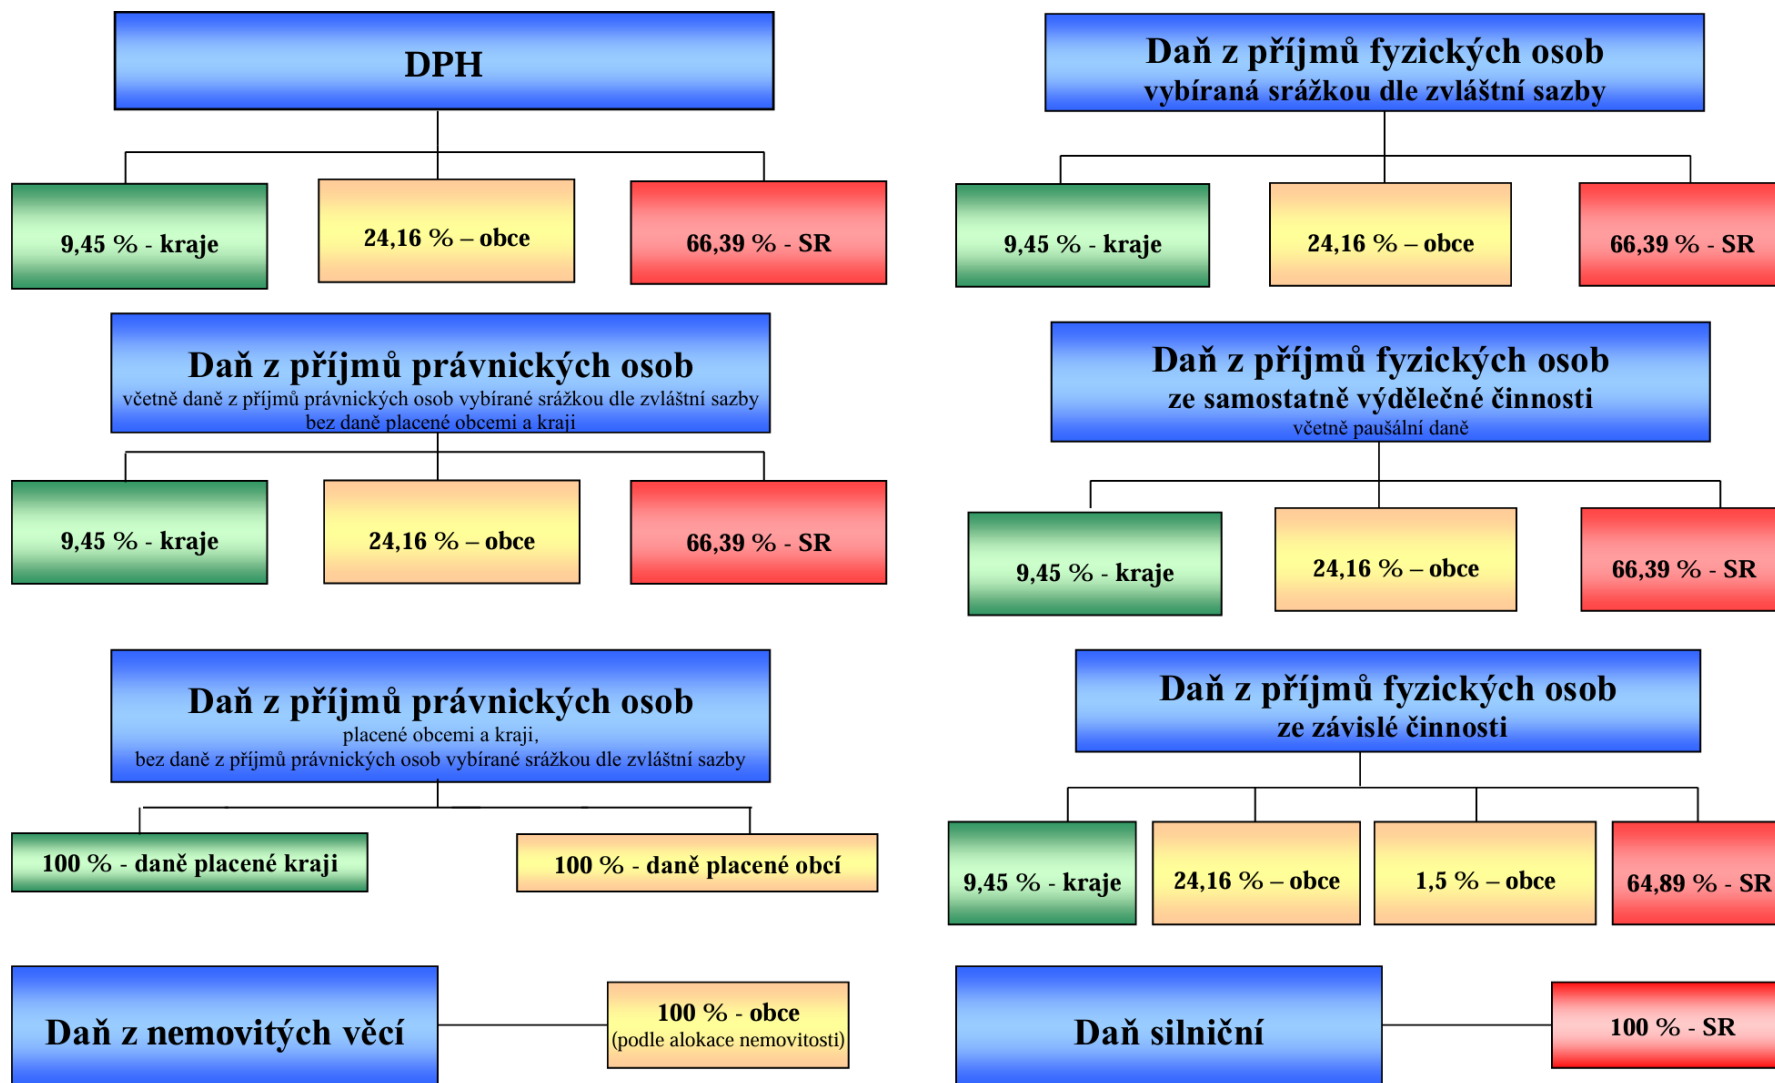 DPH
9,45 % - kraje
24,16 % – obce
66,39 % - SR
Daň z příjmů fyzických osob
vybíraná srážkou dle zvláštní sazby
9,45 % - kraje
24,16 % – obce
66,39 % - SR
Daň z příjmů právnických osob
včetně daně z příjmů právnických osob vybírané srážkou dle zvláštní sazby
bez daně placené obcemi a kraji
9,45 % - kraje
24,16 % – obce
66,39 % - SR
Daň z příjmů fyzických osob
ze samostatně výdělečné činnosti
včetně paušální daně
9,45 % - kraje
24,16 % – obce
66,39 % - SR
Daň z příjmů právnických osob
placené obcemi a kraji,
bez daně z příjmů právnických osob vybírané srážkou dle zvláštní sazby
100 % - daně placené kraji
100 % - daně placené obcí
Daň z příjmů fyzických osob
ze závislé činnosti
9,45 % - kraje
24,16 % – obce
1,5 % – obce
64,89 % - SR
Daň z nemovitých věcí
100 % - obce
(podle alokace nemovitosti)
Daň silniční
100 % - SR